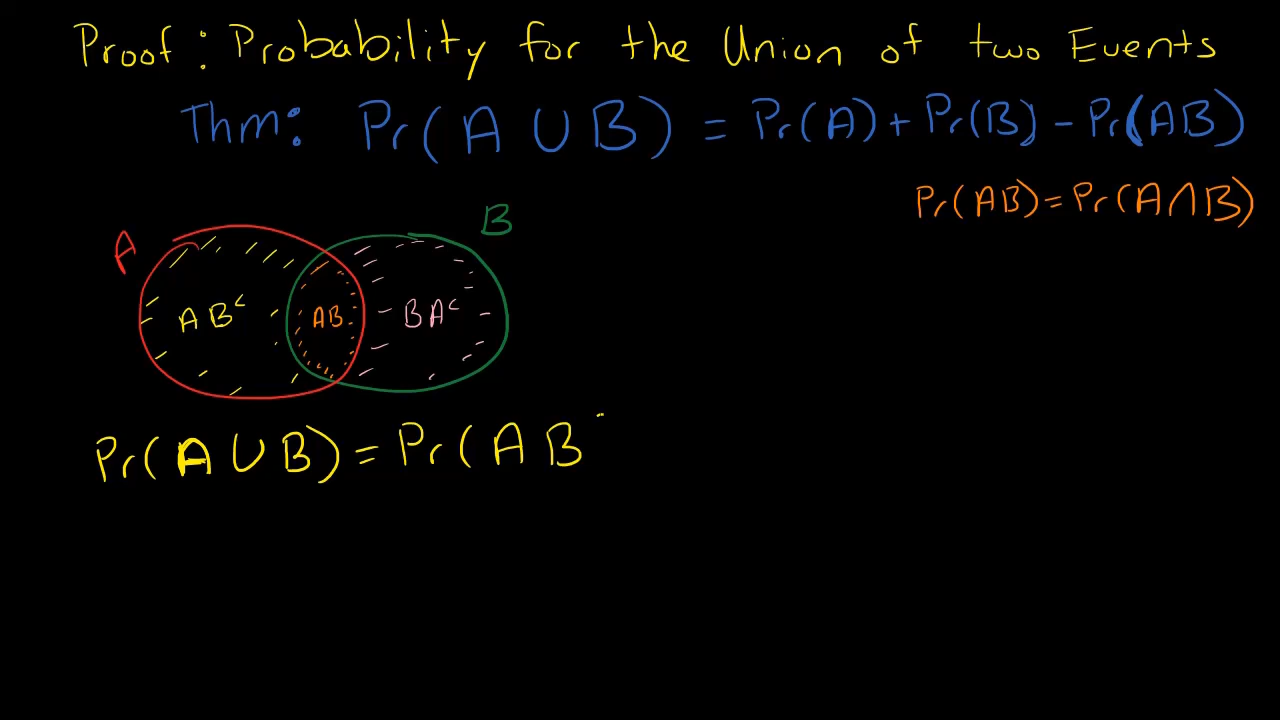 Proof: Probability for the Union of two Events
Thm: Pr(A ∪ B) = Pr(A) + Pr(B) - Pr(AB)
Pr(AB) = Pr(A∩B)
A
B
AB^c
AB
BA^c
Pr(A ∪ B) = Pr(A B